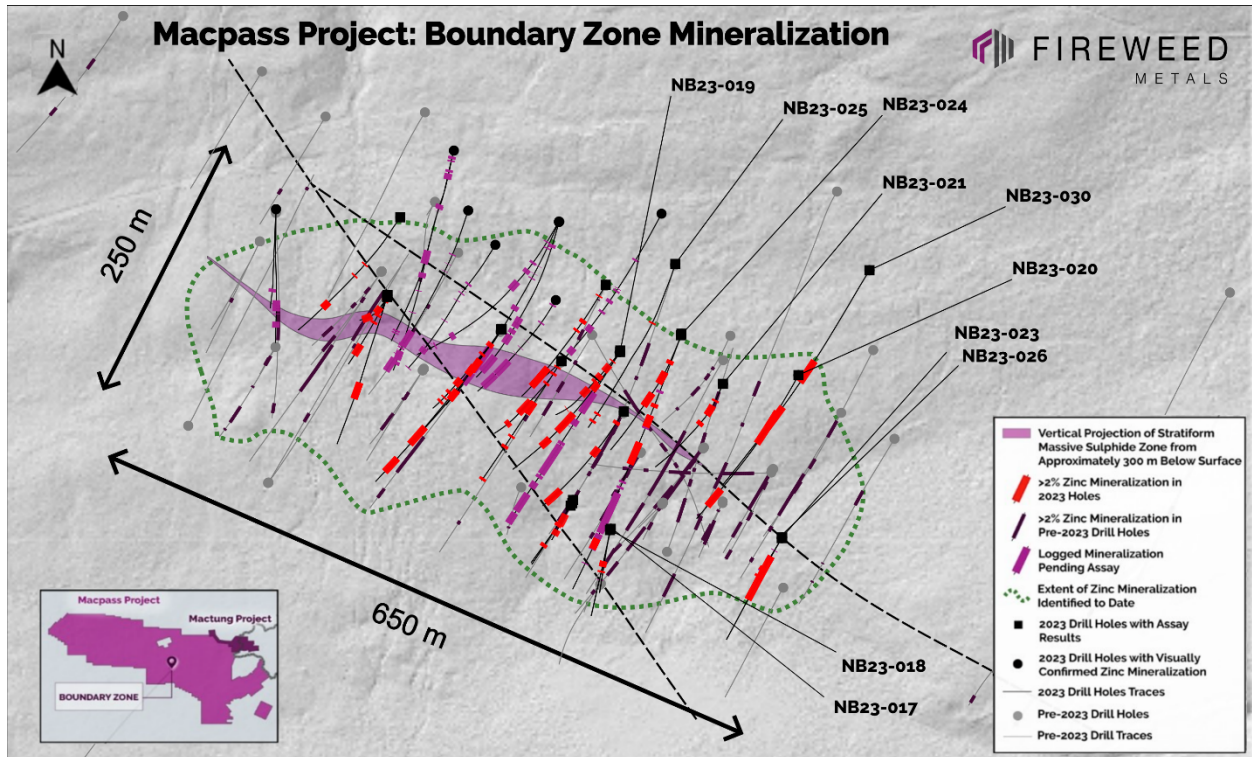 Macpass Project: Boundary Zone Mineralization
N
FIREWEED
METALS
NB23-019
NB23-025
NB23-024
NB23-021
NB23-030
NB23-020
NB23-023
NB23-026
250 m
650 m
NB23-018
NB23-017
Vertical Projection of Stratiform
Massive Sulphide Zone from
Approximately 300 m Below Surface
>2% Zinc Mineralization in
2023 Holes
>2% Zinc Mineralization in
Pre-2023 Drill Holes
Logged Mineralization
Pending Assay
Extent of Zinc Mineralization
Identified to Date
2023 Drill Holes with Assay
Results
2023 Drill Holes with Visually
Confirmed Zinc Mineralization
2023 Drill Holes Traces
Pre-2023 Drill Holes
Pre-2023 Drill Traces
Macpass Project
Mactung Project
BOUNDARY ZONE